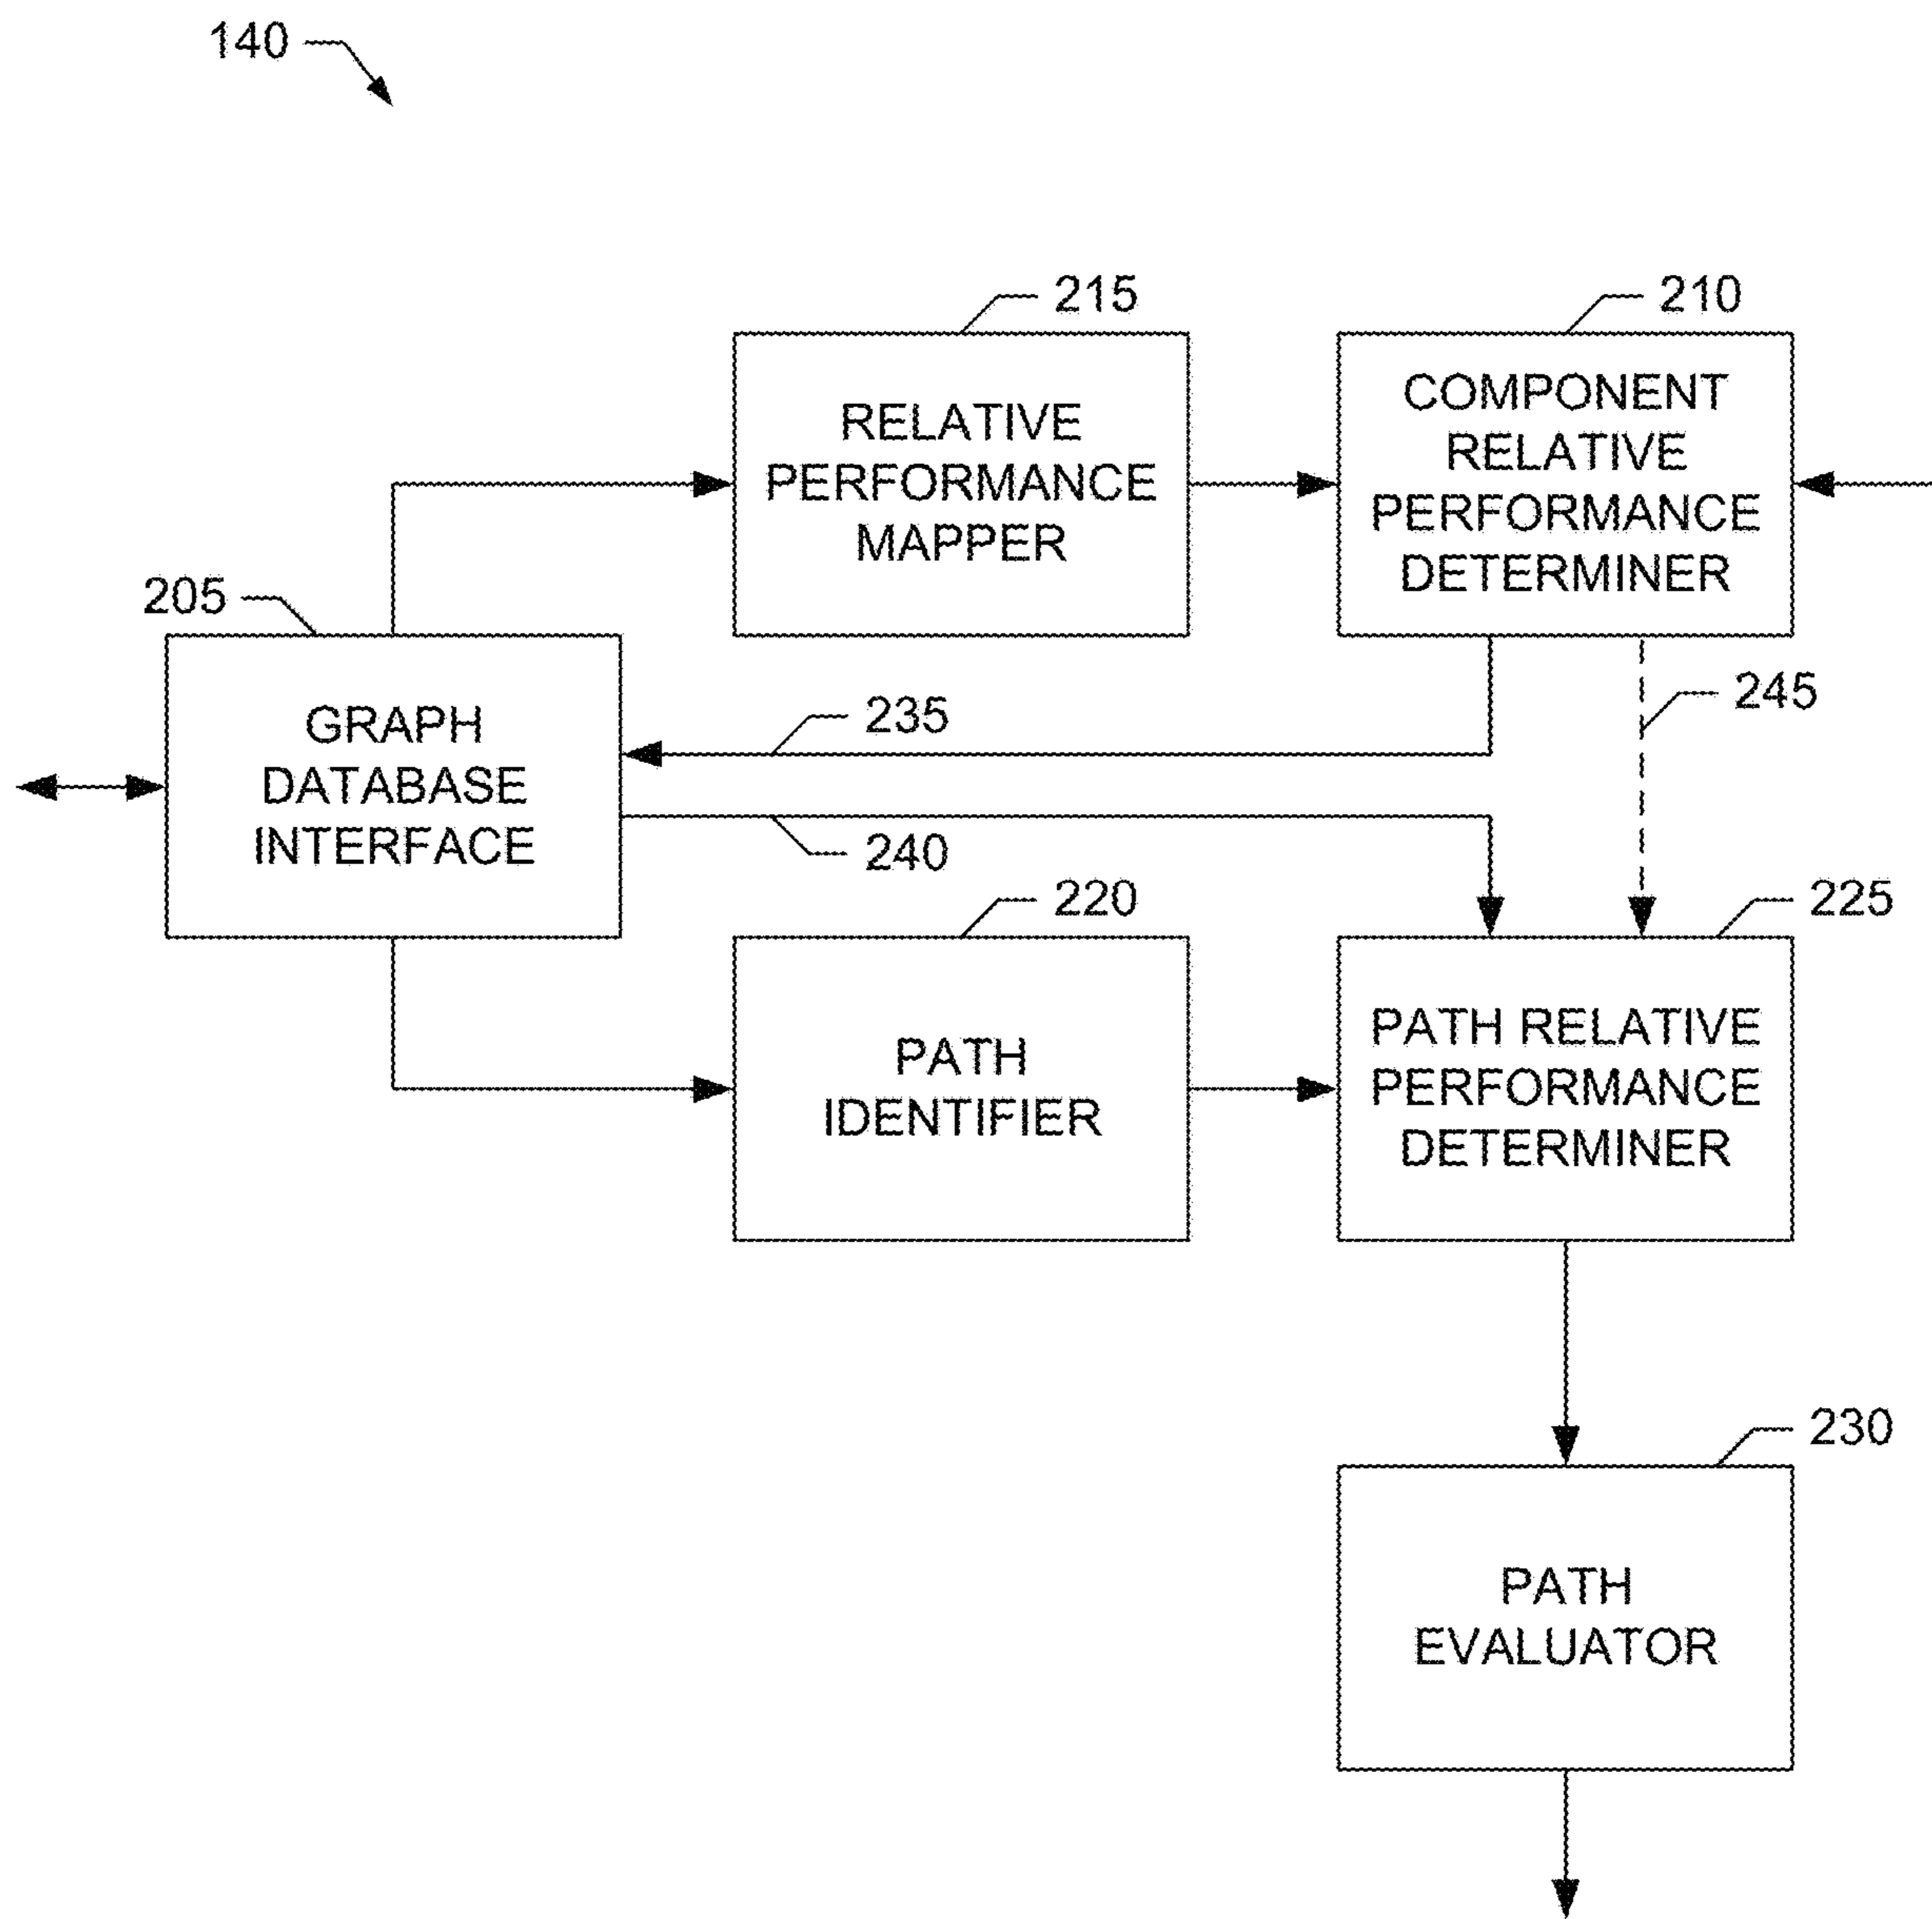 140
215
210
RELATIVE
PERFORMANCE
MAPPER
COMPONENT
RELATIVE
PERFORMANCE
DETERMINER
205
GRAPH
DATABASE
INTERFACE
235
245
240
220
225
PATH
IDENTIFIER
PATH RELATIVE
PERFORMANCE
DETERMINER
230
PATH
EVALUATOR